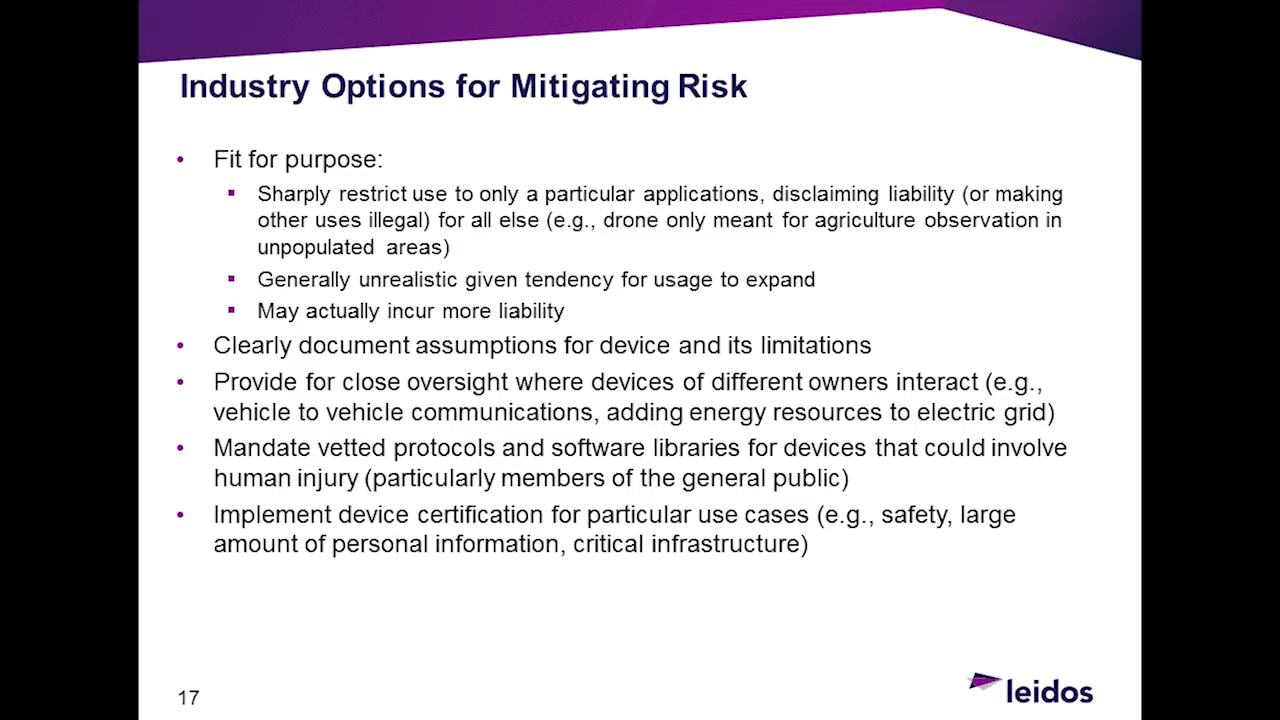 Industry Options for Mitigating Risk
• Fit for purpose:
▪ Sharply restrict use to only a particular applications, disclaiming liability (or making
other uses illegal) for all else (e.g., drone only meant for agriculture observation in
unpopulated areas)
▪ Generally unrealistic given tendency for usage to expand
▪ May actually incur more liability
• Clearly document assumptions for device and its limitations
• Provide for close oversight where devices of different owners interact (e.g.,
vehicle to vehicle communications, adding energy resources to electric grid)
• Mandate vetted protocols and software libraries for devices that could involve
human injury (particularly members of the general public)
• Implement device certification for particular use cases (e.g., safety, large
amount of personal information, critical infrastructure)
17
leidos